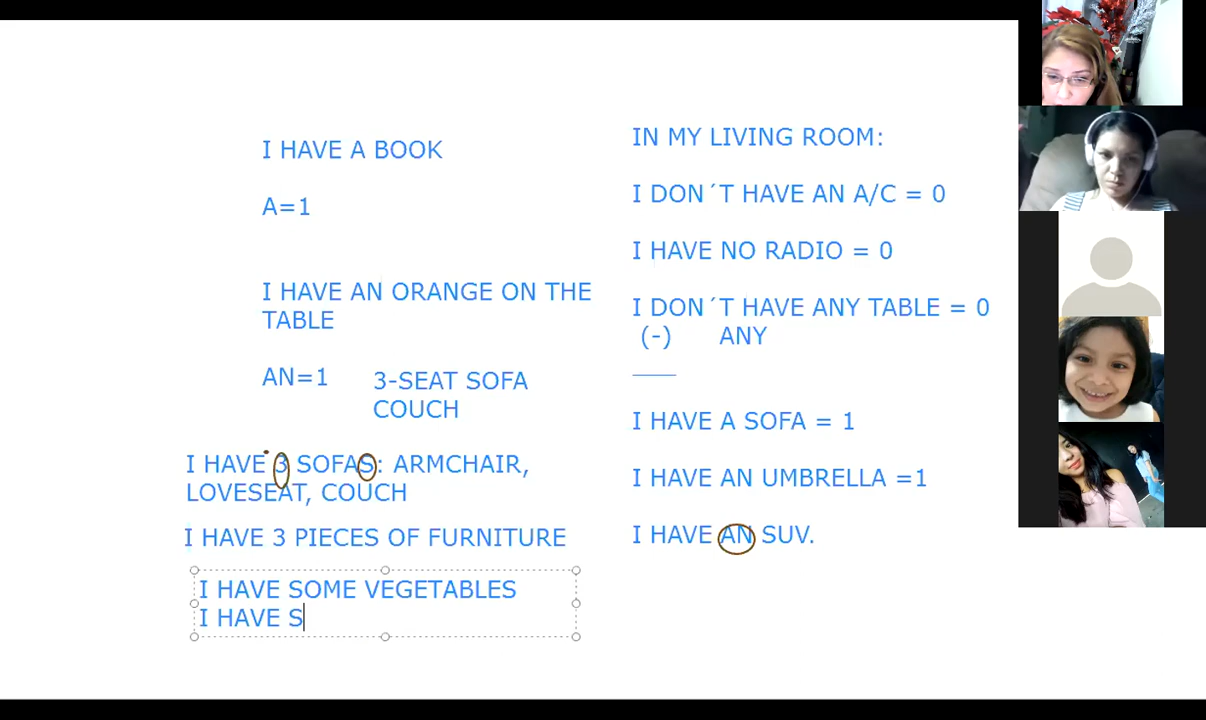 I HAVE A BOOK
A=1
I HAVE AN ORANGE ON THE
TABLE
AN=1
3-SEAT SOFA
COUCH
I HAVE 3 SOFAS: ARMCHAIR,
LOVESEAT, COUCH
I HAVE 3 PIECES OF FURNITURE
I HAVE SOME VEGETABLES
I HAVE S
IN MY LIVING ROOM:
I DON´T HAVE AN A/C = 0
I HAVE NO RADIO = 0
I DON´T HAVE ANY TABLE = 0
(-) ANY
I HAVE A SOFA = 1
I HAVE AN UMBRELLA =1
I HAVE AN SUV.